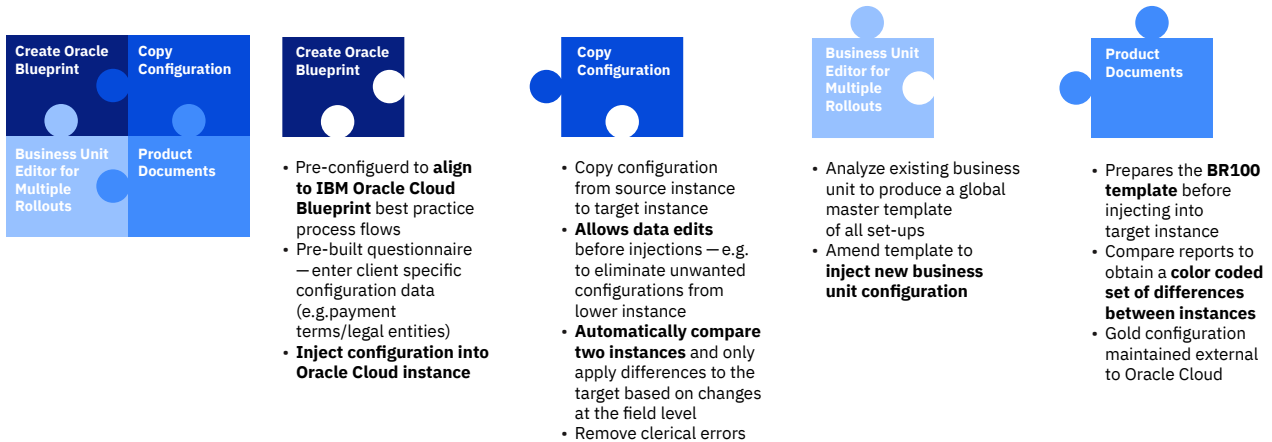 Create Oracle
Blueprint
Copy
Configuration
Business Unit
Editor for
Multiple
Rollouts
Product
Documents
Create Oracle
Blueprint
• Pre-configuerd to align
to IBM Oracle Cloud
Blueprint best practice
process flows
• Pre-built questionnaire
— enter client specific
configuration data
(e.g.payment
terms/legal entities)
• Inject configuration into
Oracle Cloud instance
Copy
Configuration
• Copy configuration
from source instance
to target instance
• Allows data edits
before injections — e.g.
to eliminate unwanted
configurations from
lower instance
• Automatically compare
two instances and only
apply differences to the
target based on changes
at the field level
• Remove clerical errors
Business Unit
Editor for
Multiple
Rollouts
• Analyze existing business
unit to produce a global
master template
of all set-ups
• Amend template to
inject new business
unit configuration
Product
Documents
• Prepares the BR100
template before
injecting into
target instance
• Compare reports to
obtain a color coded
set of differences
between instances
• Gold configuration
maintained external
to Oracle Cloud